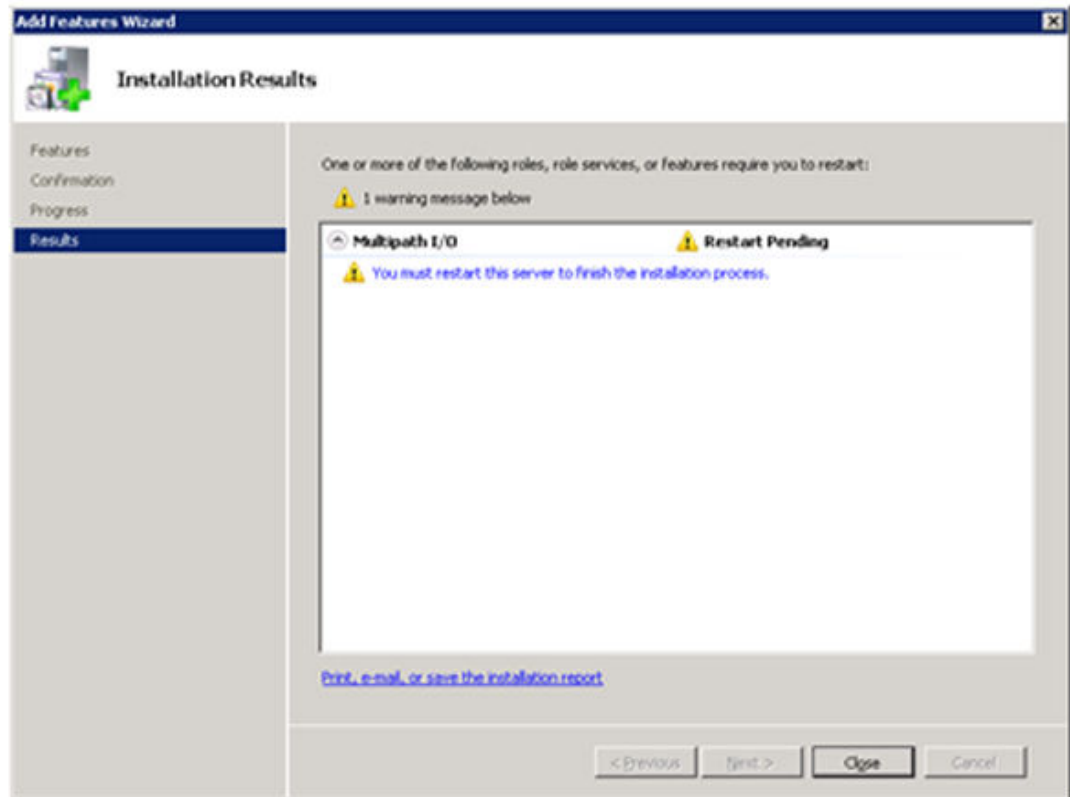 Add Features Wizard
Installation Results
Features
Confirmation
Progress
Results
One or more of the following roles, role services, or features require you to restart:
1 warning message below
Multipath I/O Restart Pending
You must restart this server to finish the installation process.
Print, e-mail, or save the installation report
< Previous Next > Close Cancel